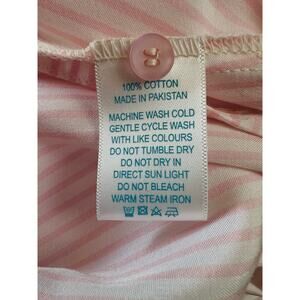 100% COTTON
MADE IN PAKISTAN
MACHINE WASH COLD
GENTLE CYCLE WASH
WITH LIKE COLOURS
DO NOT TUMBLE DRY
DO NOT DRY IN
DIRECT SUN LIGHT
DO NOT BLEACH
WARM STEAM IRON